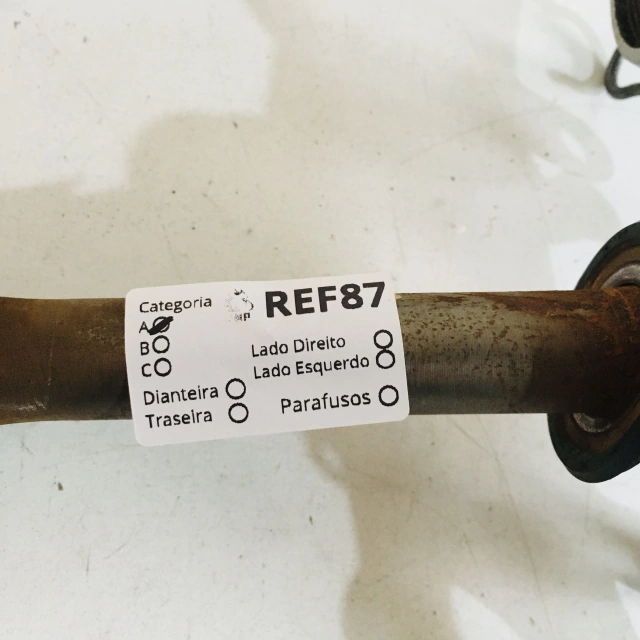 Categoria
REF87
A
B
C
Lado Direito
Lado Esquerdo
Dianteira
Traseira
Parafusos